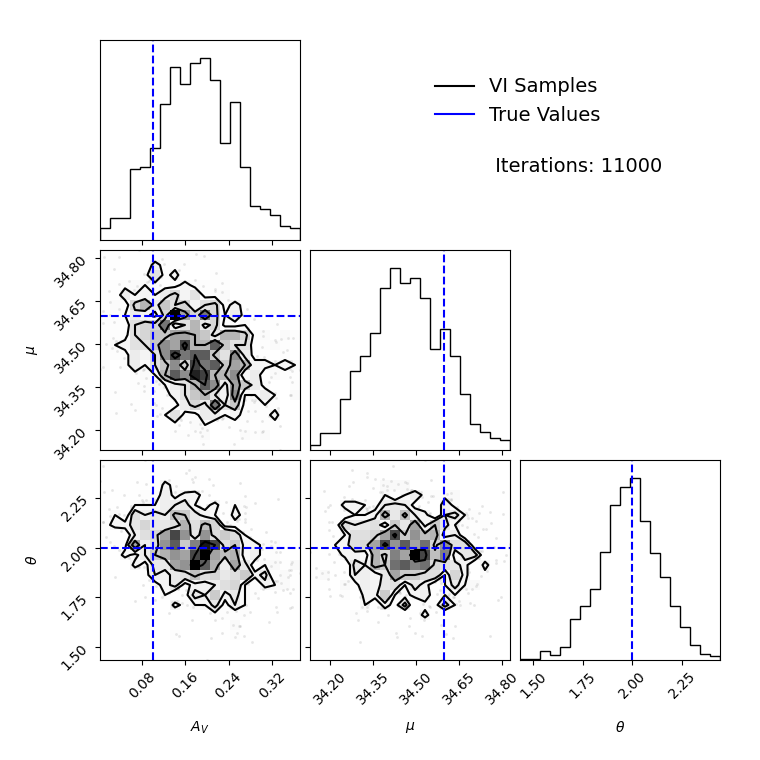 VI Samples
True Values
Iterations: 11000
34.80
34.65
34.50
34.35
34.20
μ
2.25
2.00
1.75
1.50
θ
0.08 0.16 0.24 0.32 34.20 34.35 34.50 34.65 34.80 1.50 1.75 2.00 2.25
A_V μ θ